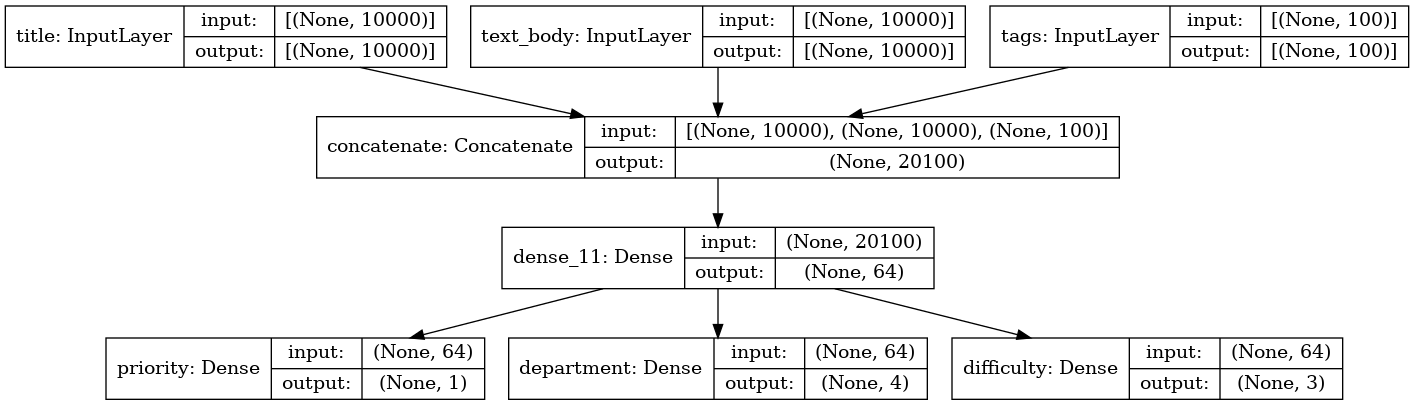 title: InputLayer
input: [(None, 10000)]
output: [(None, 10000)]
text_body: InputLayer
input: [(None, 10000)]
output: [(None, 10000)]
tags: InputLayer
input: [(None, 100)]
output: [(None, 100)]
concatenate: Concatenate
input: [(None, 10000), (None, 10000), (None, 100)]
output: (None, 20100)
dense_11: Dense
input: (None, 20100)
output: (None, 64)
priority: Dense
input: (None, 64)
output: (None, 1)
department: Dense
input: (None, 64)
output: (None, 4)
difficulty: Dense
input: (None, 64)
output: (None, 3)